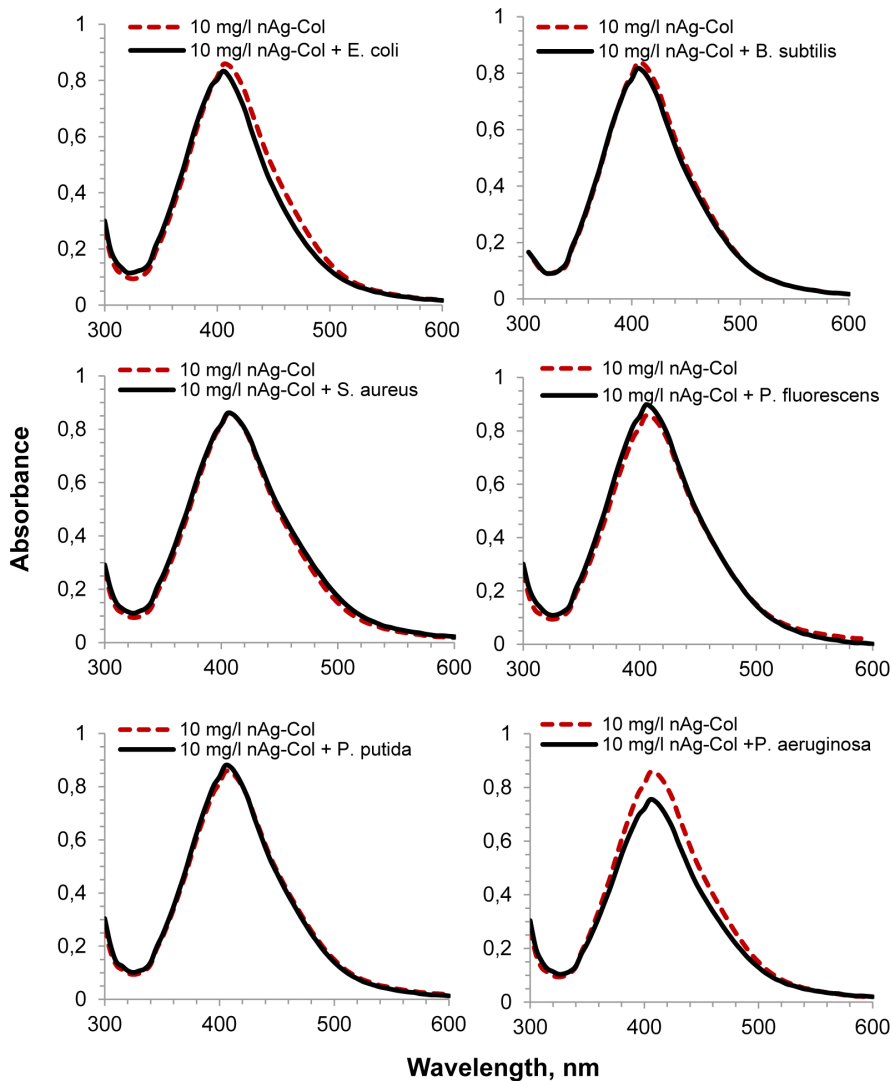 10 mg/l nAg-Col
10 mg/l nAg-Col + E. coli
1
0,8
0,6
0,4
0,2
0
300 400 500 600
10 mg/l nAg-Col
10 mg/l nAg-Col + B. subtilis
1
0,8
0,6
0,4
0,2
0
300 400 500 600
10 mg/l nAg-Col
10 mg/l nAg-Col + S. aureus
1
0,8
0,6
0,4
0,2
0
300 400 500 600
10 mg/l nAg-Col
10 mg/l nAg-Col + P. fluorescens
1
0,8
0,6
0,4
0,2
0
300 400 500 600
10 mg/l nAg-Col
10 mg/l nAg-Col + P. putida
1
0,8
0,6
0,4
0,2
0
300 400 500 600
10 mg/l nAg-Col
10 mg/l nAg-Col +P. aeruginosa
1
0,8
0,6
0,4
0,2
0
300 400 500 600
Absorbance
Wavelength, nm